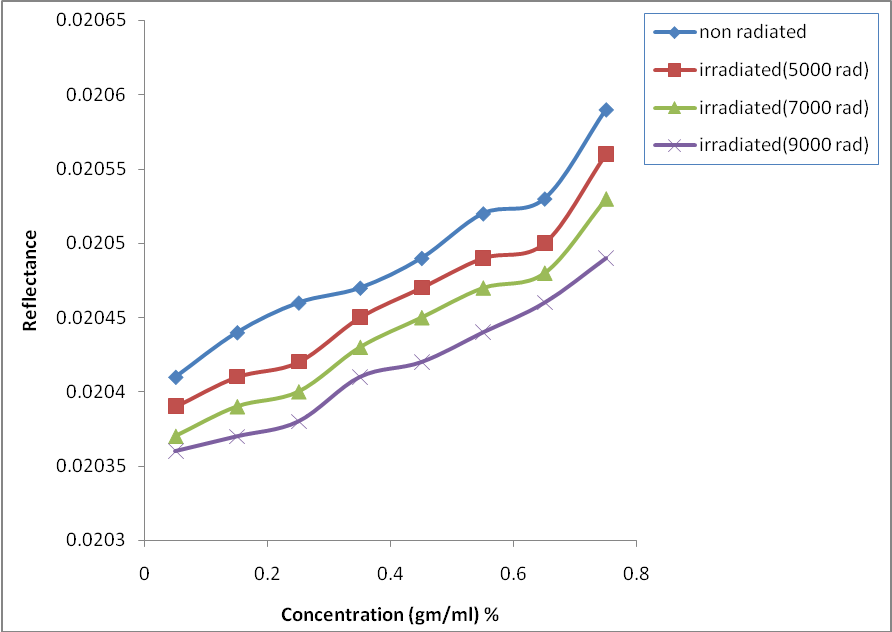 0.02065
0.0206
0.02055
0.0205
0.02045
0.0204
0.02035
0.0203
Reflectance
0
0.2
0.4
0.6
0.8
Concentration (gm/ml) %
non radiated
irradiated(5000 rad)
irradiated(7000 rad)
irradiated(9000 rad)